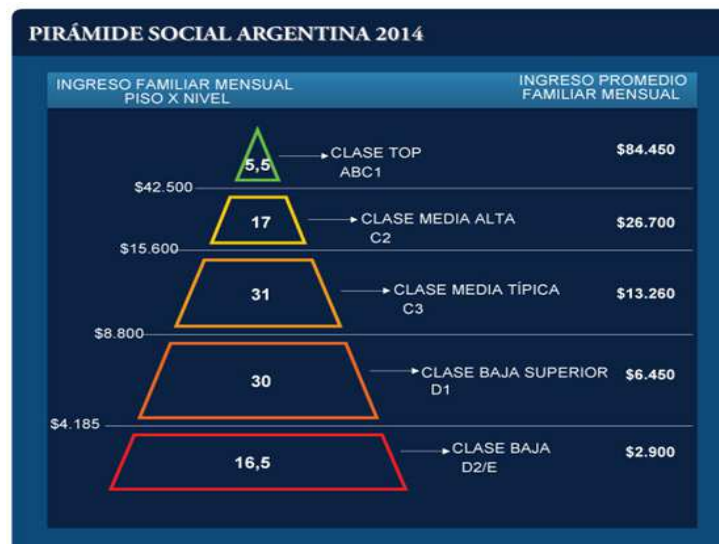 PIRÁMIDE SOCIAL ARGENTINA 2014
INGRESO FAMILIAR MENSUAL
PISO X NIVEL
INGRESO PROMEDIO
FAMILIAR MENSUAL
5,5
CLASE TOP
ABC1
$84.450
$42.500
17
CLASE MEDIA ALTA
C2
$26.700
$15.600
31
CLASE MEDIA TÍPICA
C3
$13.260
$8.800
30
CLASE BAJA SUPERIOR
D1
$6.450
$4.185
16,5
CLASE BAJA
D2/E
$2.900